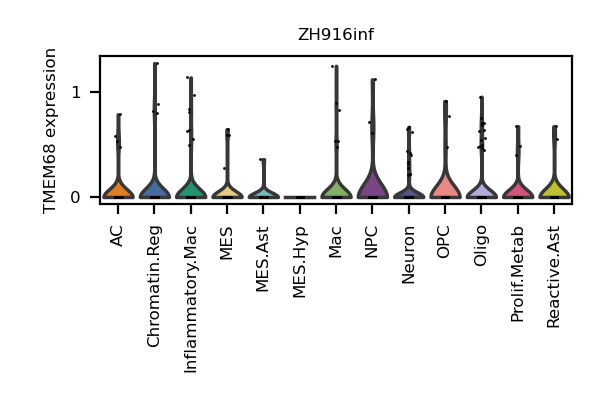 ZH916inf
TMEM68 expression
1
0
AC
Chromatin.Reg
Inflammatory.Mac
MES
MES.Ast
MES.Hyp
Mac
NPC
Neuron
OPC
Oligo
Prolif.Metab
Reactive.Ast